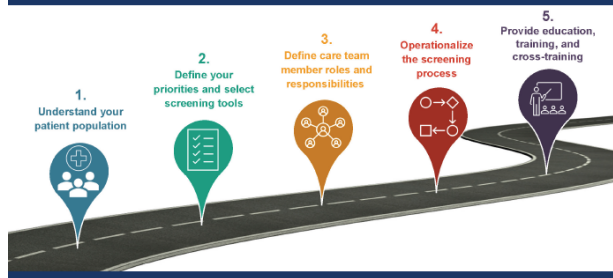 1.
Understand your
patient population
2.
Define your
priorities and select
screening tools
3.
Define care team
member roles and
responsibilities
4.
Operationalize
the screening
process
5.
Provide education,
training, and
cross-training